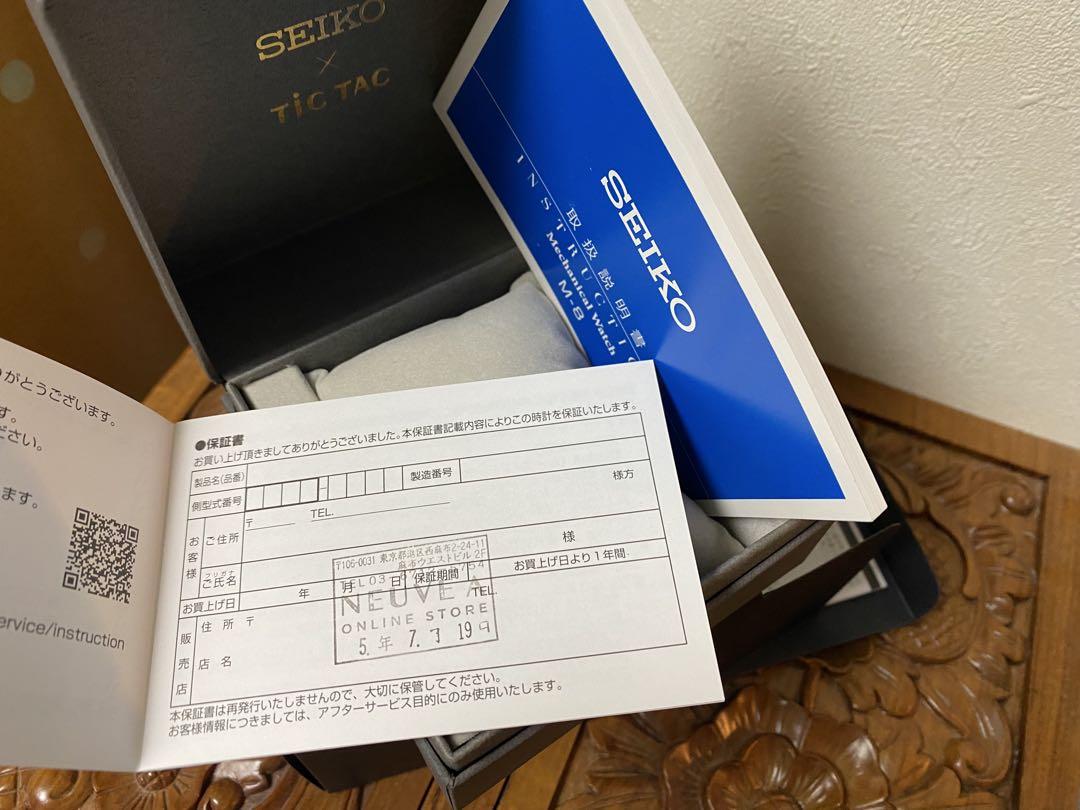 SEIKO
×
TiC TAC
SEIKO
取扱説明書
INSTRUCTIO
Mechanical Watch
M-8
がとうございます。
す。
ださい。
ます。
ervice/instruction
●保証書
お買い上げ頂きましてありがとうございました。本保証書記載内容によりこの時計を保証いたします。
製品名(品番)
側型式番号 - 製造番号
お客様 ご住所 〒 TEL. 様方
フリガナ
ご氏名 様
お買上げ日 年 月 日 保証期間 お買上げ日より1年間
販売店 住所 〒 TEL.
店名
〒106-0031 東京都港区西麻布2-24-11
麻布ウエストビル 2F
NEUVE A
ONLINE STORE
5. 年 7. 月 19
本保証書は再発行いたしませんので、大切に保管してください。
お客様情報につきましては、アフターサービス目的にのみ使用いたします。